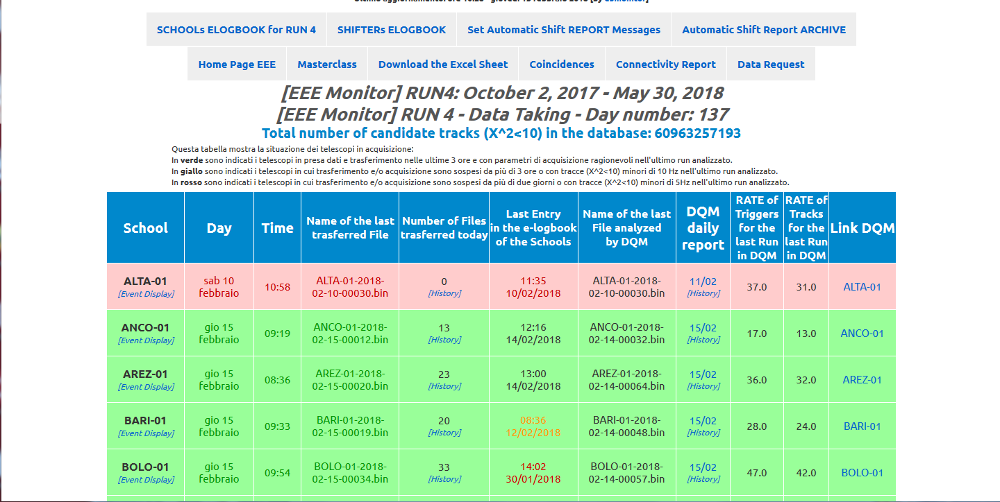 SCHOOLs ELOGBOOK for RUN 4 SHIFTERs ELOGBOOK Set Automatic Shift REPORT Messages Automatic Shift Report ARCHIVE
Home Page EEE Masterclass Download the Excel Sheet Coincidences Connectivity Report Data Request
[EEE Monitor] RUN4: October 2, 2017 - May 30, 2018
[EEE Monitor] RUN 4 - Data Taking - Day number: 137
Total number of candidate tracks (X^2<10) in the database: 60963257193
Questa tabella mostra la situazione dei telescopi in acquisizione:
In verde sono indicati i telescopi in presa dati e trasferimento nelle ultime 3 ore e con parametri di acquisizione ragionevoli nell'ultimo run analizzato.
In giallo sono indicati i telescopi in cui trasferimento e/o acquisizione sono sospesi da più di 3 ore o con tracce (X^2<10) minori di 10 Hz nell'ultimo run analizzato.
In rosso sono indicati i telescopi in cui trasferimento e/o acquisizione sono sospesi da più di due giorni o con tracce (X^2<10) minori di 5Hz nell'ultimo run analizzato.
School
Day
Time
Name of the last
trasferred File
Number of Files
trasferred today
Last Entry
in the e-logbook
of the Schools
Name of the last
File analyzed
by DQM
DQM
daily
report
RATE of
Triggers
for the
last Run
in DQM
RATE of
Tracks
for the
last Run
in DQM
Link DQM
ALTA-01
[Event Display]
sab 10
febbraio
10:58
ALTA-01-2018-
02-10-00030.bin
0
[History]
11:35
10/02/2018
ALTA-01-2018-
02-10-00030.bin
11/02
[History]
37.0
31.0
ALTA-01
ANCO-01
[Event Display]
gio 15
febbraio
09:19
ANCO-01-2018-
02-15-00012.bin
13
[History]
12:16
14/02/2018
ANCO-01-2018-
02-14-00032.bin
15/02
[History]
17.0
13.0
ANCO-01
AREZ-01
[Event Display]
gio 15
febbraio
08:36
AREZ-01-2018-
02-15-00020.bin
23
[History]
13:00
14/02/2018
AREZ-01-2018-
02-14-00064.bin
15/02
[History]
36.0
32.0
AREZ-01
BARI-01
[Event Display]
gio 15
febbraio
09:33
BARI-01-2018-
02-15-00019.bin
20
[History]
08:36
12/02/2018
BARI-01-2018-
02-14-00048.bin
15/02
[History]
28.0
24.0
BARI-01
BOLO-01
[Event Display]
gio 15
febbraio
09:54
BOLO-01-2018-
02-15-00034.bin
33
[History]
14:02
30/01/2018
BOLO-01-2018-
02-14-00057.bin
15/02
[History]
47.0
42.0
BOLO-01